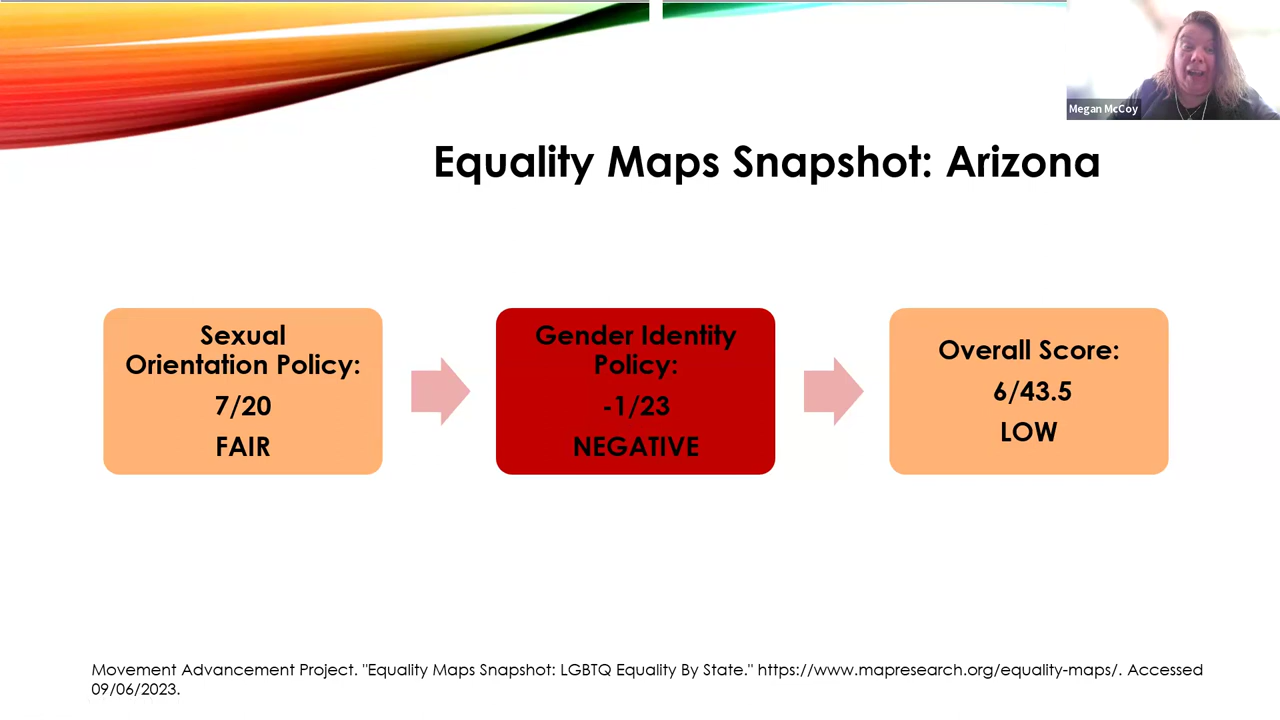 Megan McCoy
Equality Maps Snapshot: Arizona
Sexual
Orientation Policy:
7/20
FAIR
Gender Identity
Policy:
-1/23
NEGATIVE
Overall Score:
6/43.5
LOW
Movement Advancement Project. "Equality Maps Snapshot: LGBTQ Equality By State." https://www.mapresearch.org/equality-maps/. Accessed
09/06/2023.